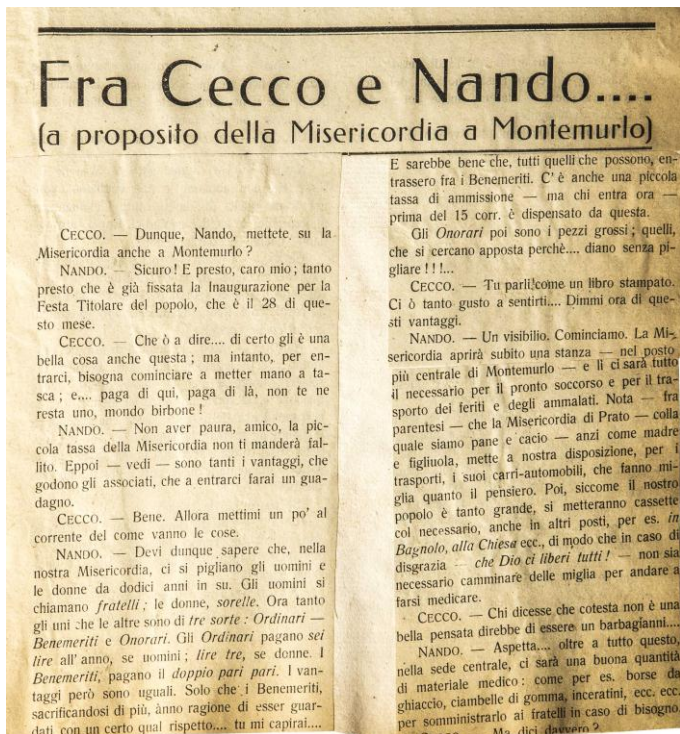 Fra Cecco e Nando....
(a proposito della Misericordia a Montemurlo)
CECCO. — Dunque, Nando, mettete su la
Misericordia anche a Montemurlo ?
NANDO. — Sicuro! E presto, caro mio ; tanto
presto che è già fissata la Inaugurazione per la
Festa Titolare del popolo, che è il 28 di que-
sto mese.
CECCO. — Che ò a dire.... di certo gli è una
bella cosa anche questa ; ma intanto, per en-
trarci, bisogna cominciare a metter mano a ta-
sca ; e.... paga di qui, paga di là, non te ne
resta uno, mondo birbone !
NANDO. — Non aver paura, amico, la pic-
cola tassa della Misericordia non ti manderà fal-
lito. Eppoi — vedi — sono tanti i vantaggi, che
godono gli associati, che a entrarci farai un gua-
dagno.
CECCO. — Bene. Allora mettimi un po' al
corrente del come vanno le cose.
NANDO. — Devi dunque sapere che, nella
nostra Misericordia, ci si pigliano gli uomini e
le donne da dodici anni in su. Gli uomini si
chiamano fratelli ; le donne, sorelle. Ora tanto
gli uni che le altre sono di tre sorte : Ordinari —
Benemeriti e Onorari. Gli Ordinari pagano sei
lire all' anno, se uomini ; lire tre, se donne. I
Benemeriti, pagano il doppio pari pari. I van-
taggi però sono uguali. Solo che i Benemeriti,
sacrificandosi di più, ànno ragione di esser guar-
dati con un certo qual rispetto.... tu mi capirai....
E sarebbe bene che, tutti quelli che possono, en-
trassero fra i Benemeriti. C' è anche una piccola
tassa di ammissione — ma chi entra ora —
prima del 15 corr. è dispensato da questa.
Gli Onorari poi sono i pezzi grossi ; quelli,
che si cercano apposta perchè.... diano senza pi-
gliare ! ! !...
CECCO. — Tu parli come un libro stampato.
Ci ò tanto gusto a sentirti.... Dimmi ora di que-
sti vantaggi.
NANDO. — Un visibilio. Cominciamo. La Mi-
sericordia aprirà subito una stanza — nel posto
più centrale di Montemurlo — e lì ci sarà tutto
il necessario per il pronto soccorso e per il tra-
sporto dei feriti e degli ammalati. Nota — fra
parentesi — che la Misericordia di Prato — colla
quale siamo pane e cacio — anzi come madre
e figliuola, mette a nostra disposizione, per i
trasporti, i suoi carri-automobili, che fanno mi-
glia quanto il pensiero. Poi, siccome il nostro
popolo è tanto grande, si metteranno cassette
col necessario, anche in altri posti, per es. in
Bagnolo, alla Chiesa ecc., di modo che in caso di
disgrazia — che Dio ci liberi tutti ! — non sia
necessario camminare delle miglia per andare a
farsi medicare.
CECCO. — Chi dicesse che cotesta non è una
bella pensata direbbe di essere un barbagianni....
NANDO. — Aspetta.... oltre a tutto questo,
nella sede centrale, ci sarà una buona quantità
di materiale medico : come per es. borse da
ghiaccio, ciambelle di gomma, inceratini, ecc. ecc.
per somministrarlo ai fratelli in caso di bisogno.
Ma dici davvero ?